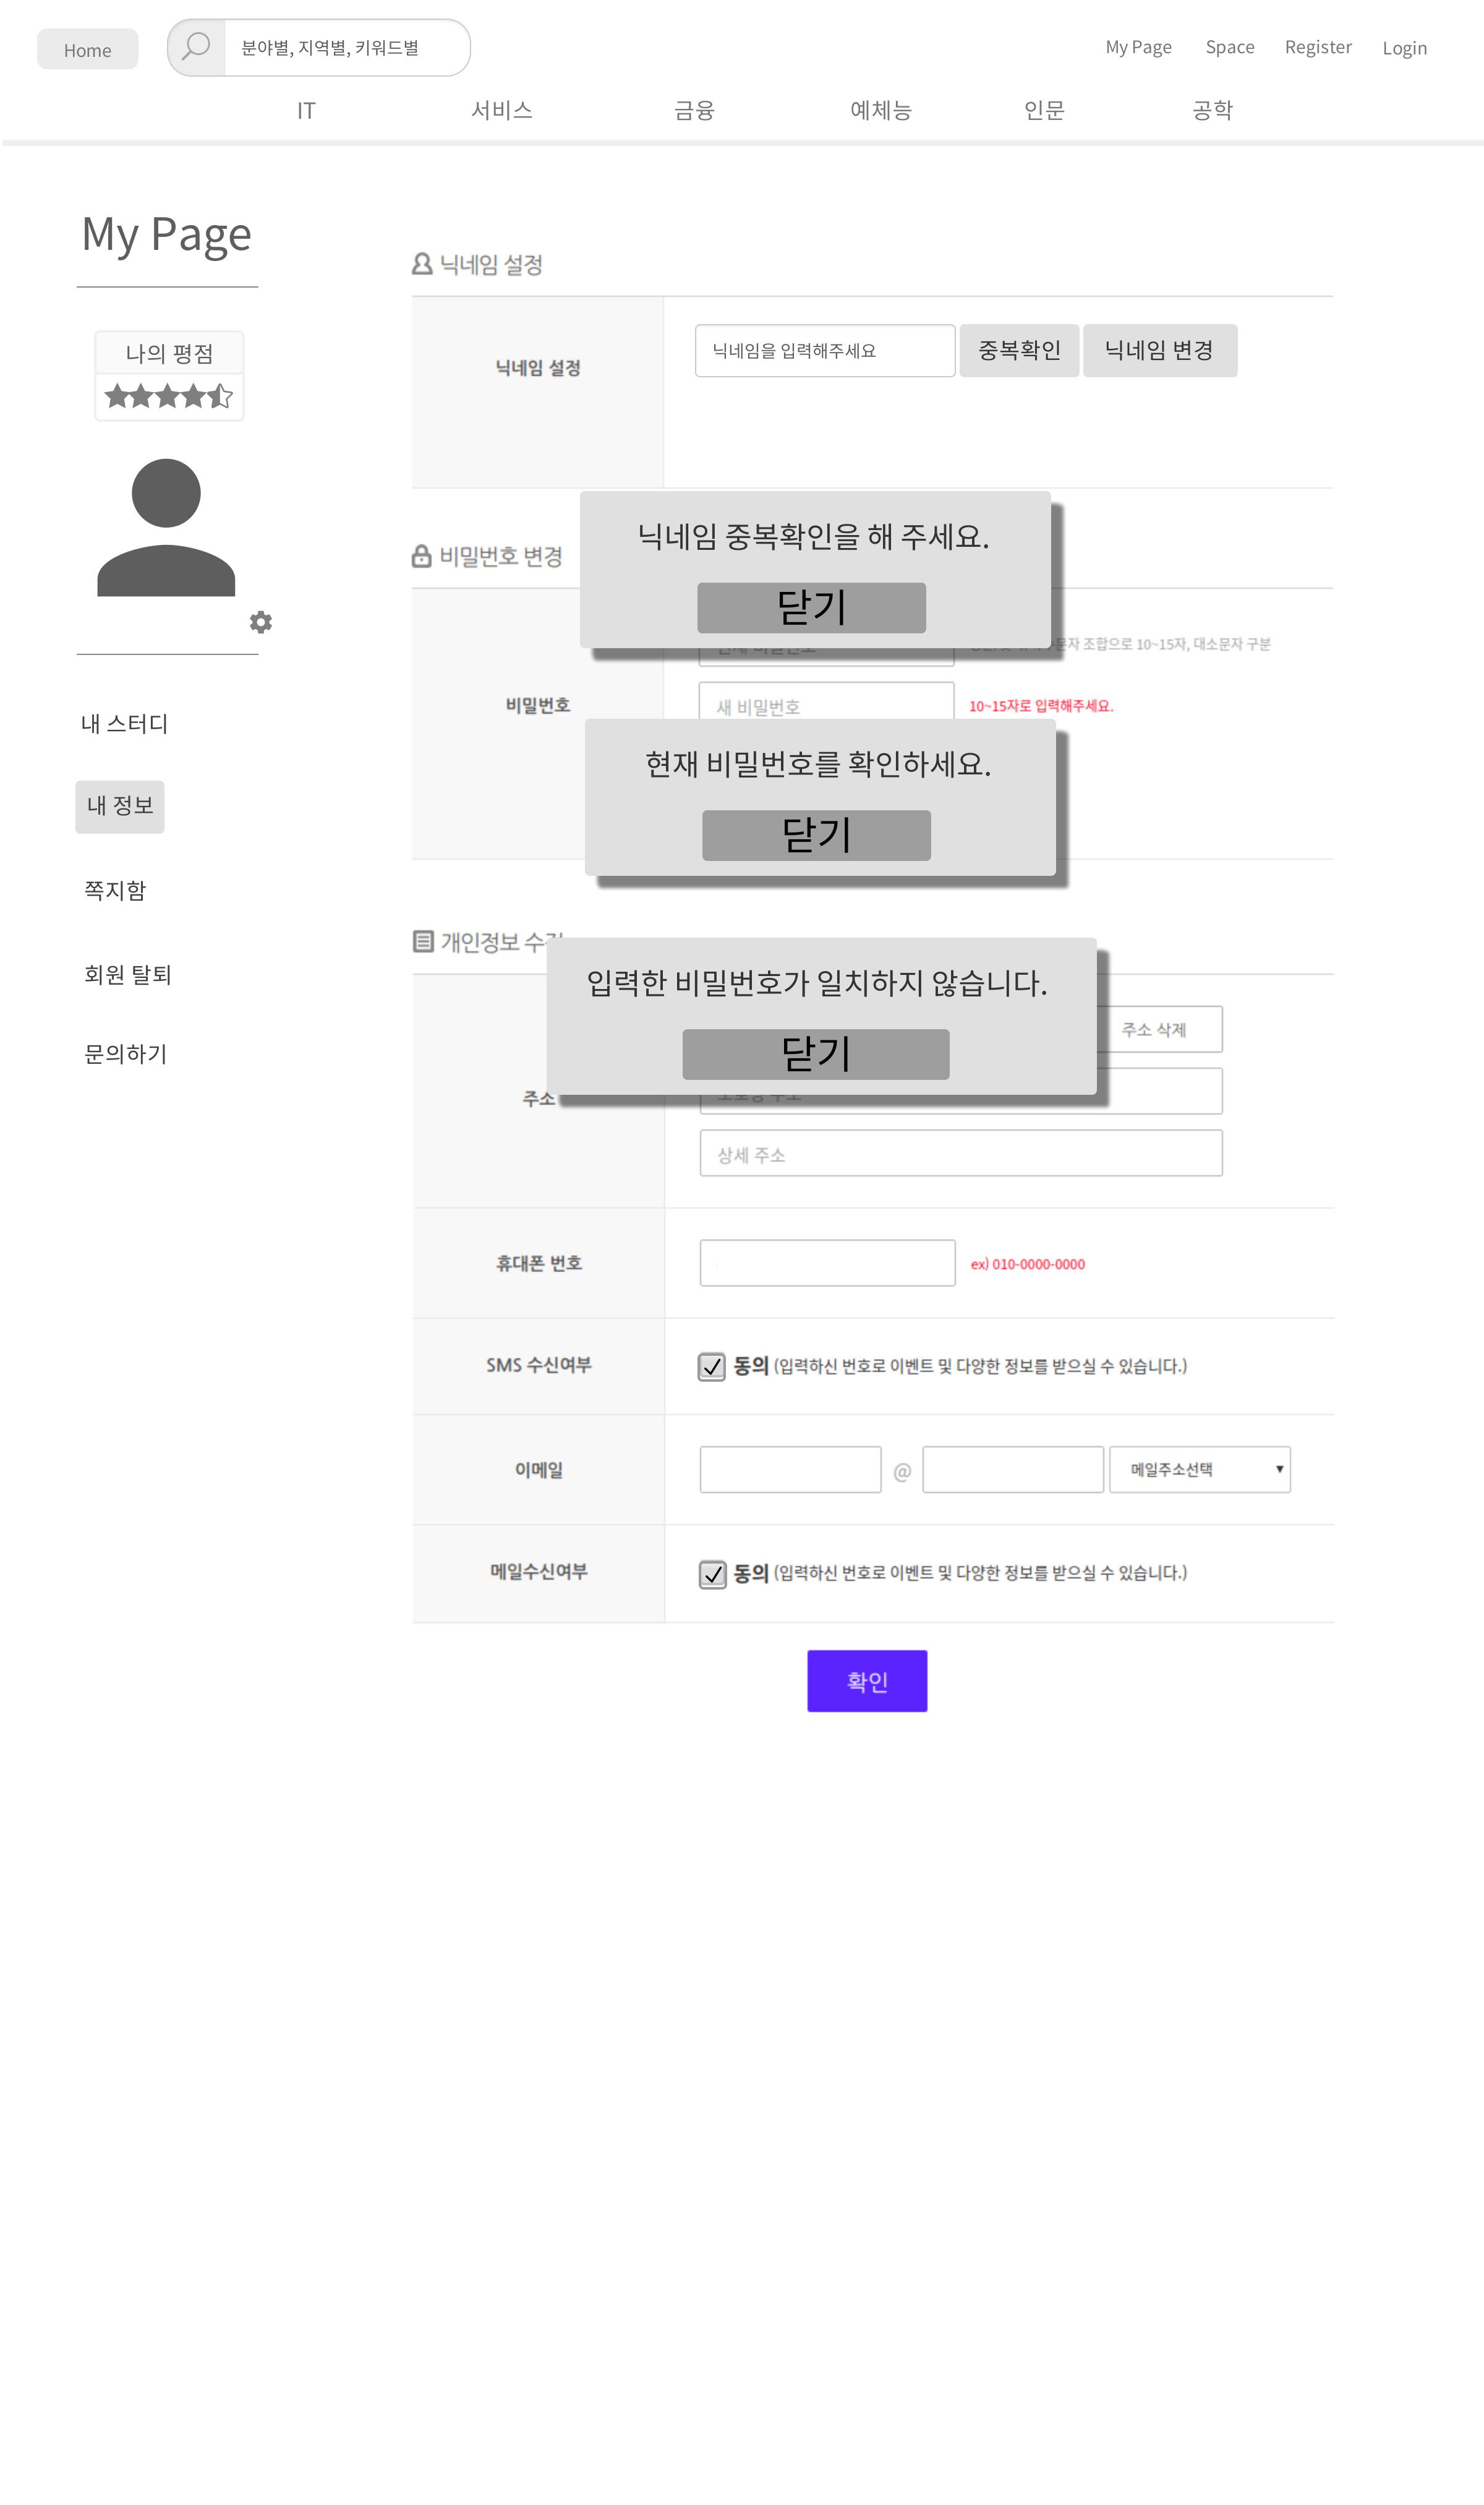 Home
분야별, 지역별, 키워드별
My Page
Space
Register
Login
IT
서비스
금융
예체능
인문
공학
My Page
나의 평점
내 스터디
내 정보
쪽지함
회원 탈퇴
문의하기
닉네임 설정
닉네임 설정
닉네임을 입력해주세요
중복확인
닉네임 변경
비밀번호 변경
닉네임 중복확인을 해 주세요.
닫기
조합으로 10~15자, 대소문자 구분
비밀번호
새 비밀번호
10~15자로 입력해주세요.
현재 비밀번호를 확인하세요.
닫기
개인정보
입력한 비밀번호가 일치하지 않습니다.
닫기
주소 삭제
주소
상세 주소
휴대폰 번호
ex) 010-0000-0000
SMS 수신여부
동의 (입력하신 번호로 이벤트 및 다양한 정보를 받으실 수 있습니다.)
이메일
@
메일주소선택
메일수신여부
동의 (입력하신 번호로 이벤트 및 다양한 정보를 받으실 수 있습니다.)
확인